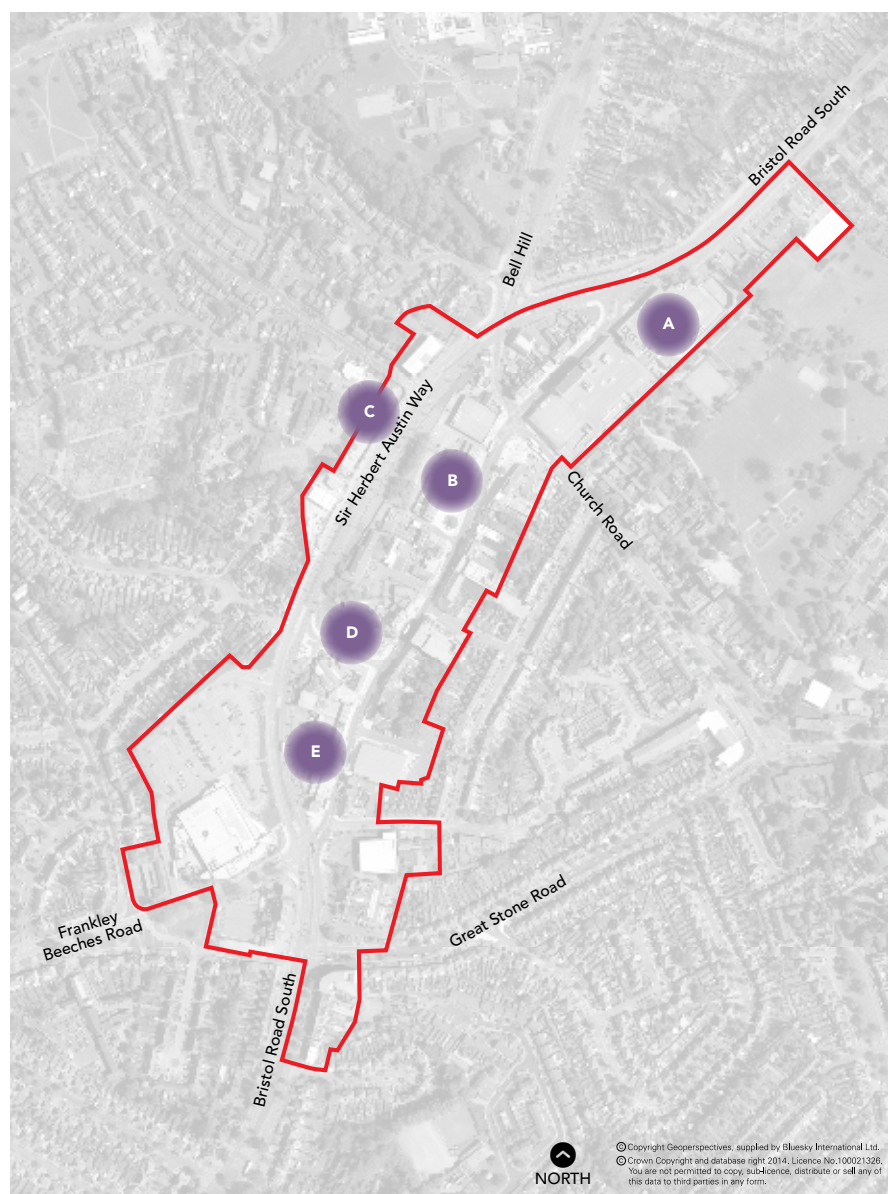 Bristol Road South
Bell Hill
A
C
Sir Herbert Austin Way
B
Church Road
D
E
Great Stone Road
Frankley
Beeches Road
Bristol Road South
NORTH
© Copyright Geoperspectives, supplied by Bluesky International Ltd.
© Crown Copyright and database right 2014. Licence No.100021326.
You are not permitted to copy, sub-licence, distribute or sell any of
this data to third parties in any form.